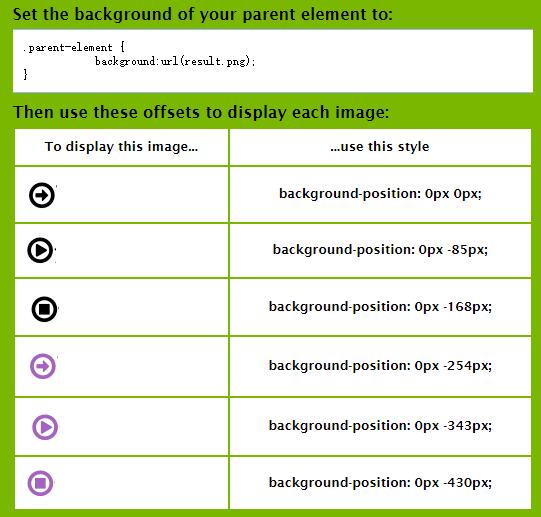 Set the background of your parent element to:
.parent-element {
background:url(result.png);
}
Then use these offsets to display each image:
To display this image... ...use this style
background-position: 0px 0px;
background-position: 0px -85px;
background-position: 0px -168px;
background-position: 0px -254px;
background-position: 0px -343px;
background-position: 0px -430px;